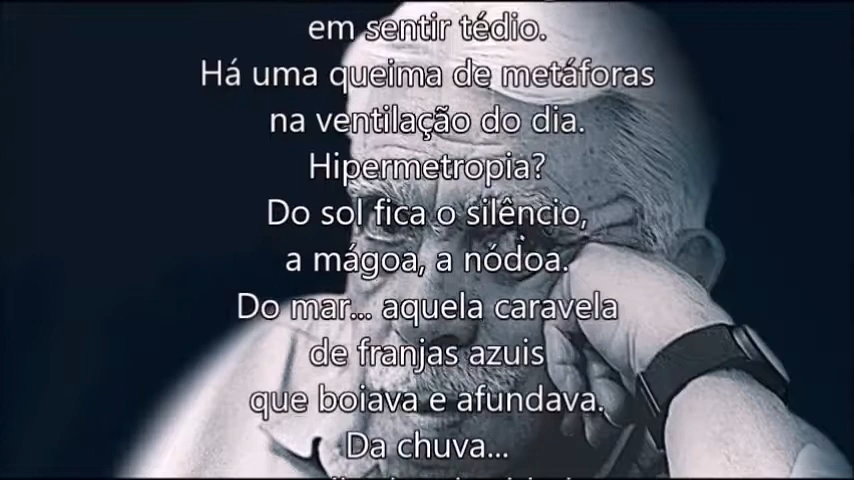 em sentir tédio.
Há uma queima de metáforas
na ventilação do dia.
Hipermetropia?
Do sol fica o silêncio,
a mágoa, a nódoa.
Do mar... aquela caravela
de franjas azuis
que boiava e afundava.
Da chuva...